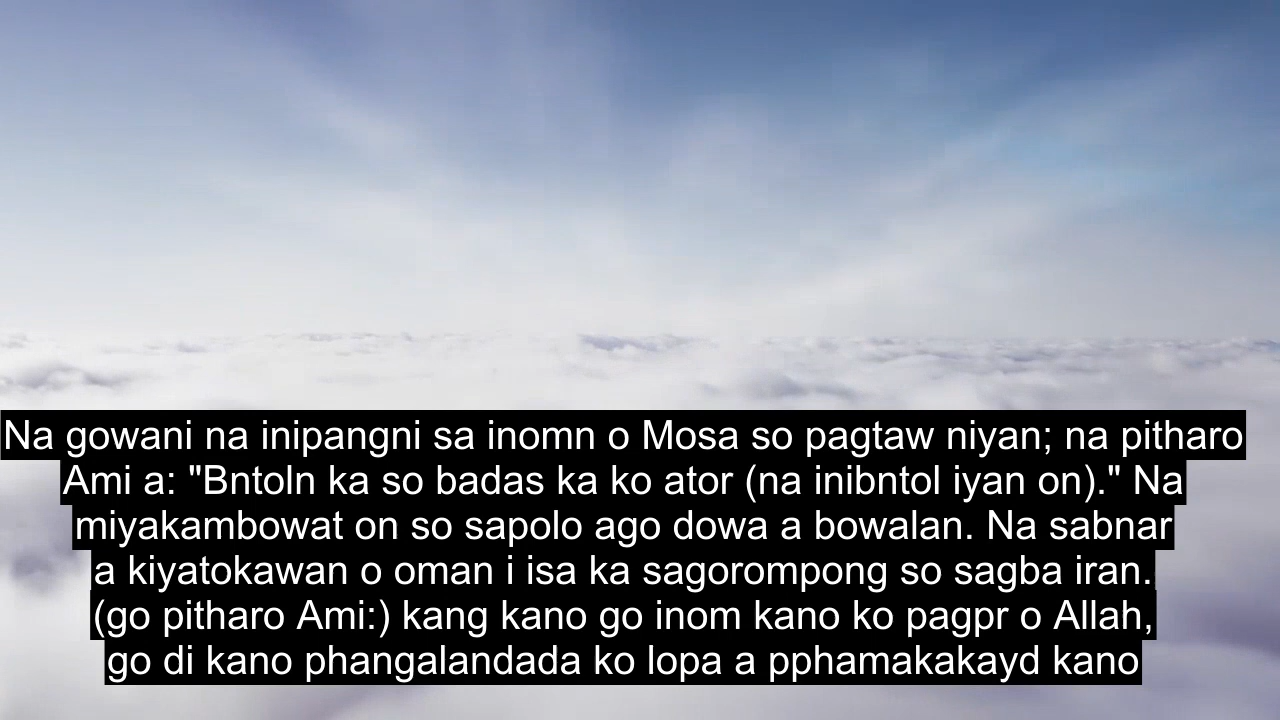 Na gowani na inipangni sa inomn o Mosa so pagtaw niyan; na pitharo
Ami a: "Bntoln ka so badas ka ko ator (na inibntol iyan on)." Na
miyakambowat on so sapolo ago dowa a bowalan. Na sabnar
a kiyatokawan o oman i isa ka sagorompong so sagba iran.
(go pitharo Ami:) kang kano go inom kano ko pagpr o Allah,
go di kano phangalandada ko lopa a pphamakakayd kano